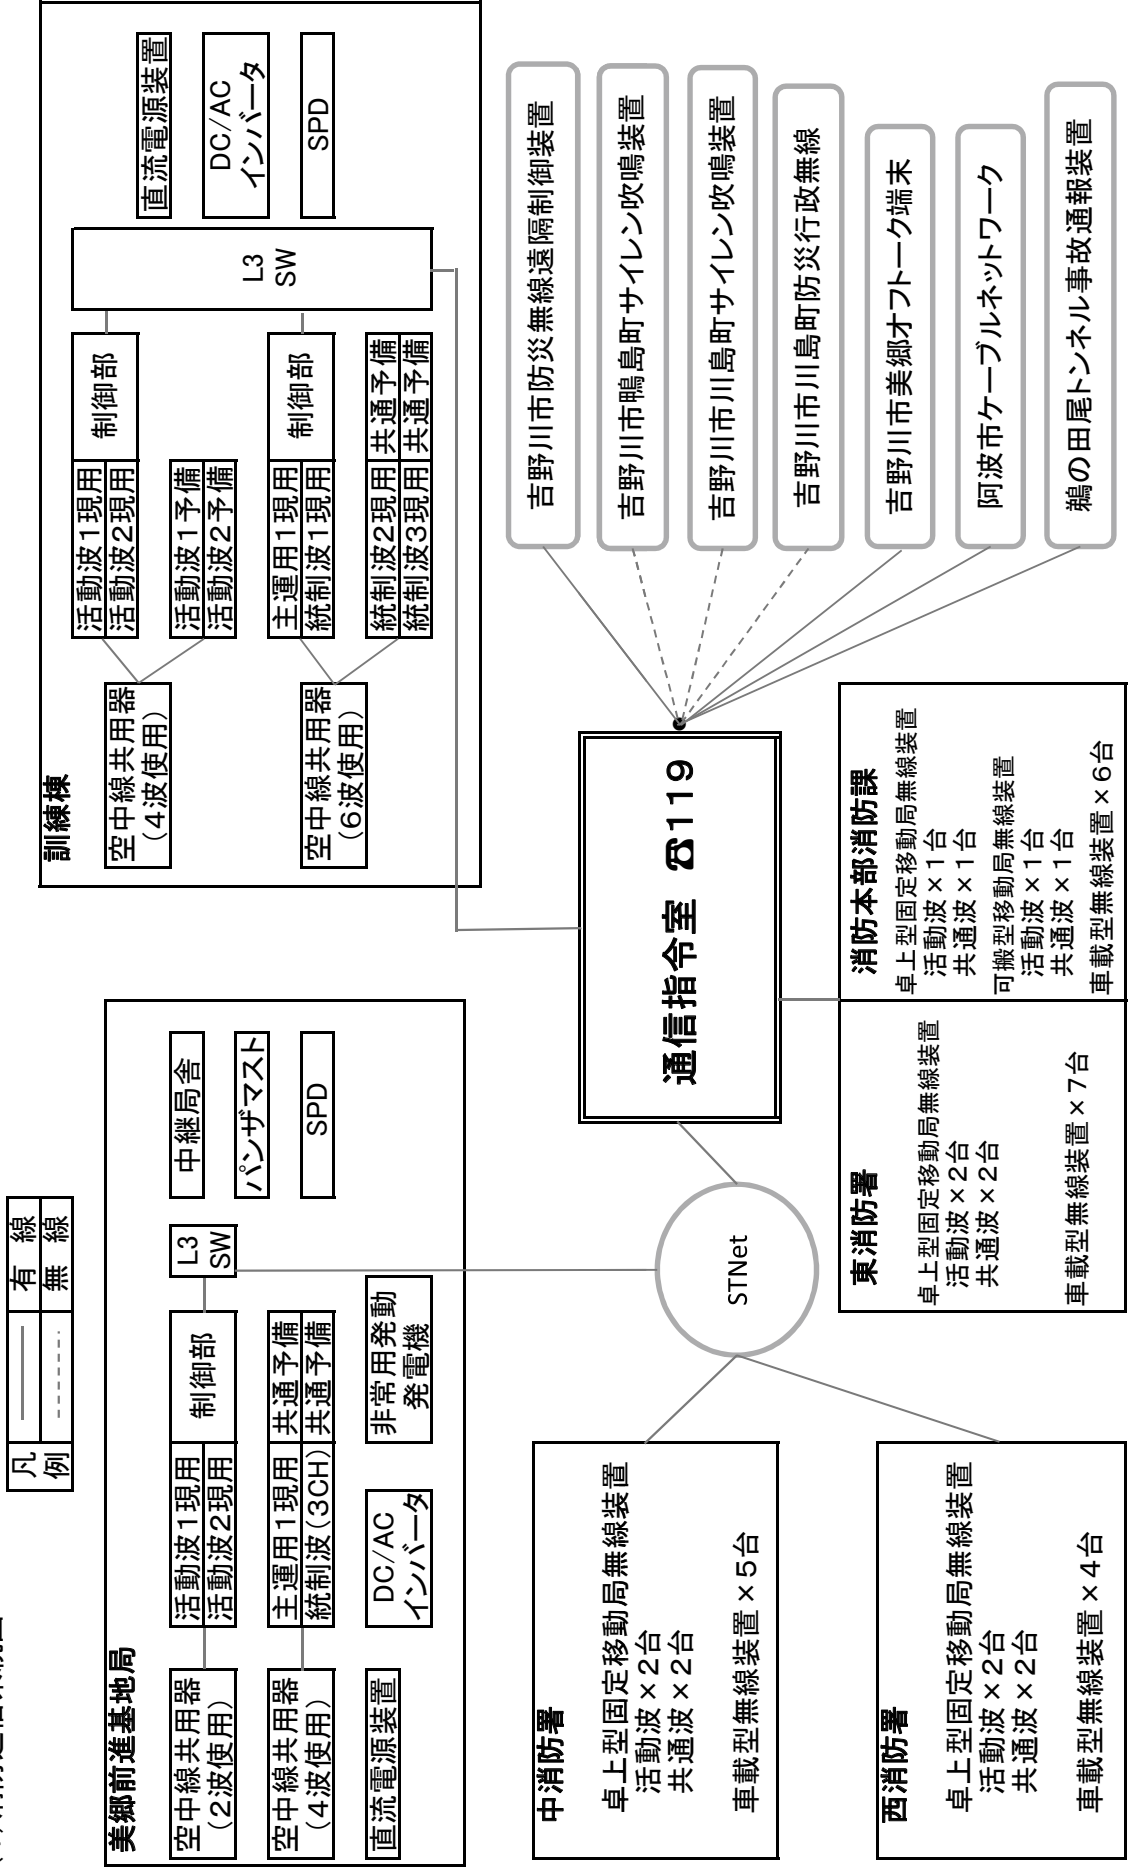 凡例
有 線
無 線
美郷前進基地局
空中線共用器
(2波使用)
活動波1現用
活動波2現用
制御部
L3
SW
中継局舎
空中線共用器
(4波使用)
主運用1現用
共通予備
統制波(3CH)
共通予備
パンザマスト
直流電源装置
DC/AC
インバータ
非常用発動
発電機
SPD
訓練棟
空中線共用器
(4波使用)
活動波1現用
活動波2現用
制御部
活動波1予備
活動波2予備
空中線共用器
(6波使用)
主運用1現用
統制波1現用
制御部
統制波2現用
共通予備
統制波3現用
共通予備
L3
SW
直流電源装置
DC/AC
インバータ
SPD
中消防署
卓上型固定移動局無線装置
活動波×2台
共通波×2台
車載型無線装置×5台
西消防署
卓上型固定移動局無線装置
活動波×2台
共通波×2台
車載型無線装置×4台
STNet
通信指令室 ☎119
東消防署
卓上型固定移動局無線装置
活動波×2台
共通波×2台
車載型無線装置×7台
消防本部消防課
卓上型固定移動局無線装置
活動波×1台
共通波×1台
可搬型移動局無線装置
活動波×1台
共通波×1台
車載型無線装置×6台
吉野川市防災無線遠隔制御装置
吉野川市鴨島町サイレン吹鳴装置
吉野川市川島町サイレン吹鳴装置
吉野川市川島町防災行政無線
吉野川市美郷オフトーク端末
阿波市ケーブルネットワーク
鵜の田尾トンネル事故通報装置